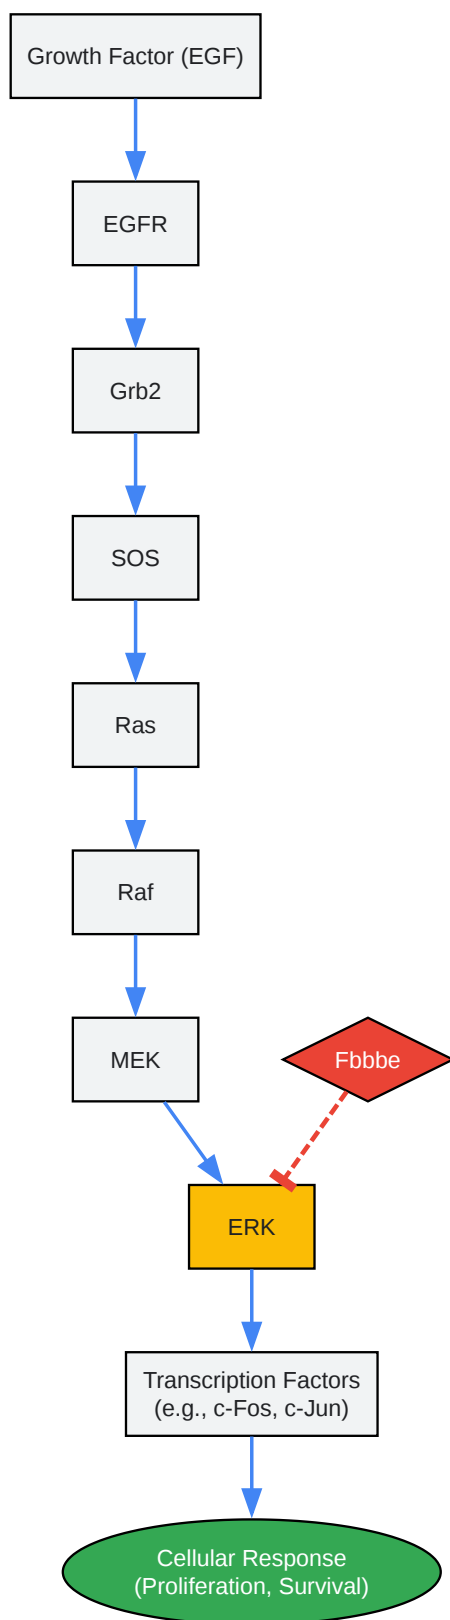 Growth Factor (EGF)
EGFR
Grb2
SOS
Ras
Raf
MEK
Fbbbe
ERK
Transcription Factors
(e.g., c-Fos, c-Jun)
Cellular Response
(Proliferation, Survival)